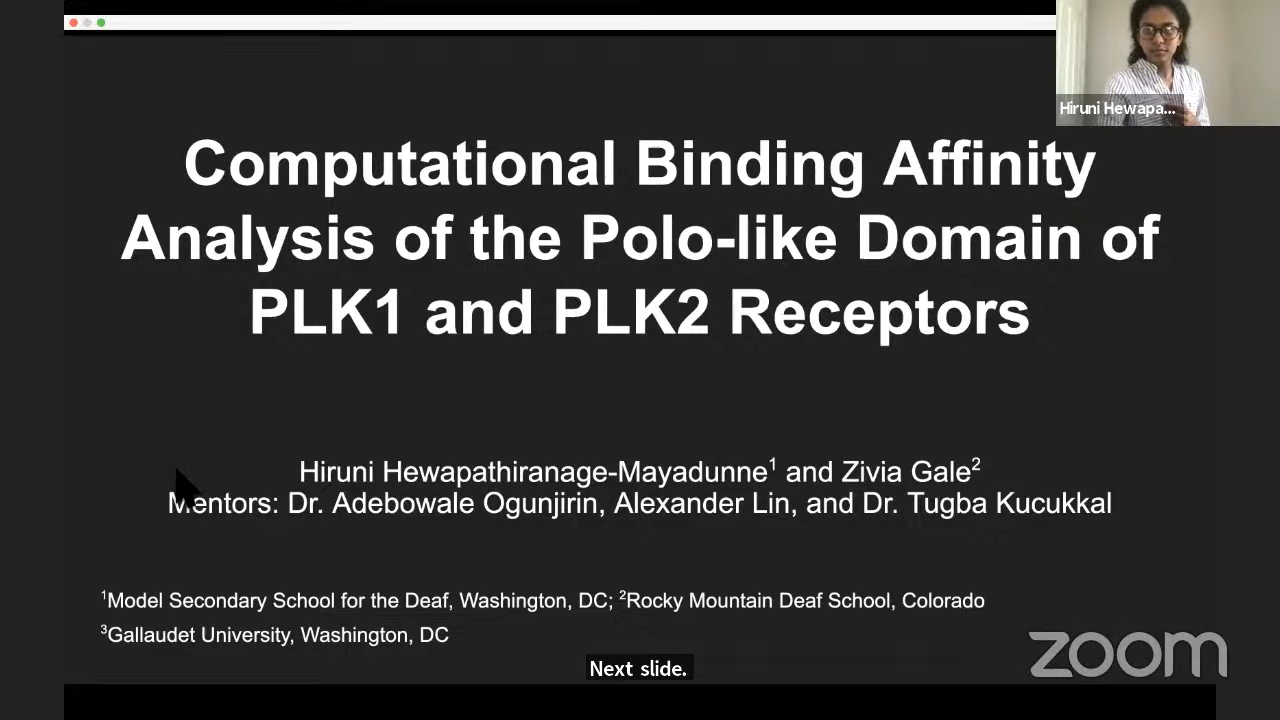 Hiruni Hewapa...
Computational Binding Affinity
Analysis of the Polo-like Domain of
PLK1 and PLK2 Receptors
Hiruni Hewapathiranage-Mayadunne¹ and Zivia Gale²
Mentors: Dr. Adebowale Ogunjirin, Alexander Lin, and Dr. Tugba Kucukkal
¹Model Secondary School for the Deaf, Washington, DC; ²Rocky Mountain Deaf School, Colorado
³Gallaudet University, Washington, DC
zoom
Next slide.